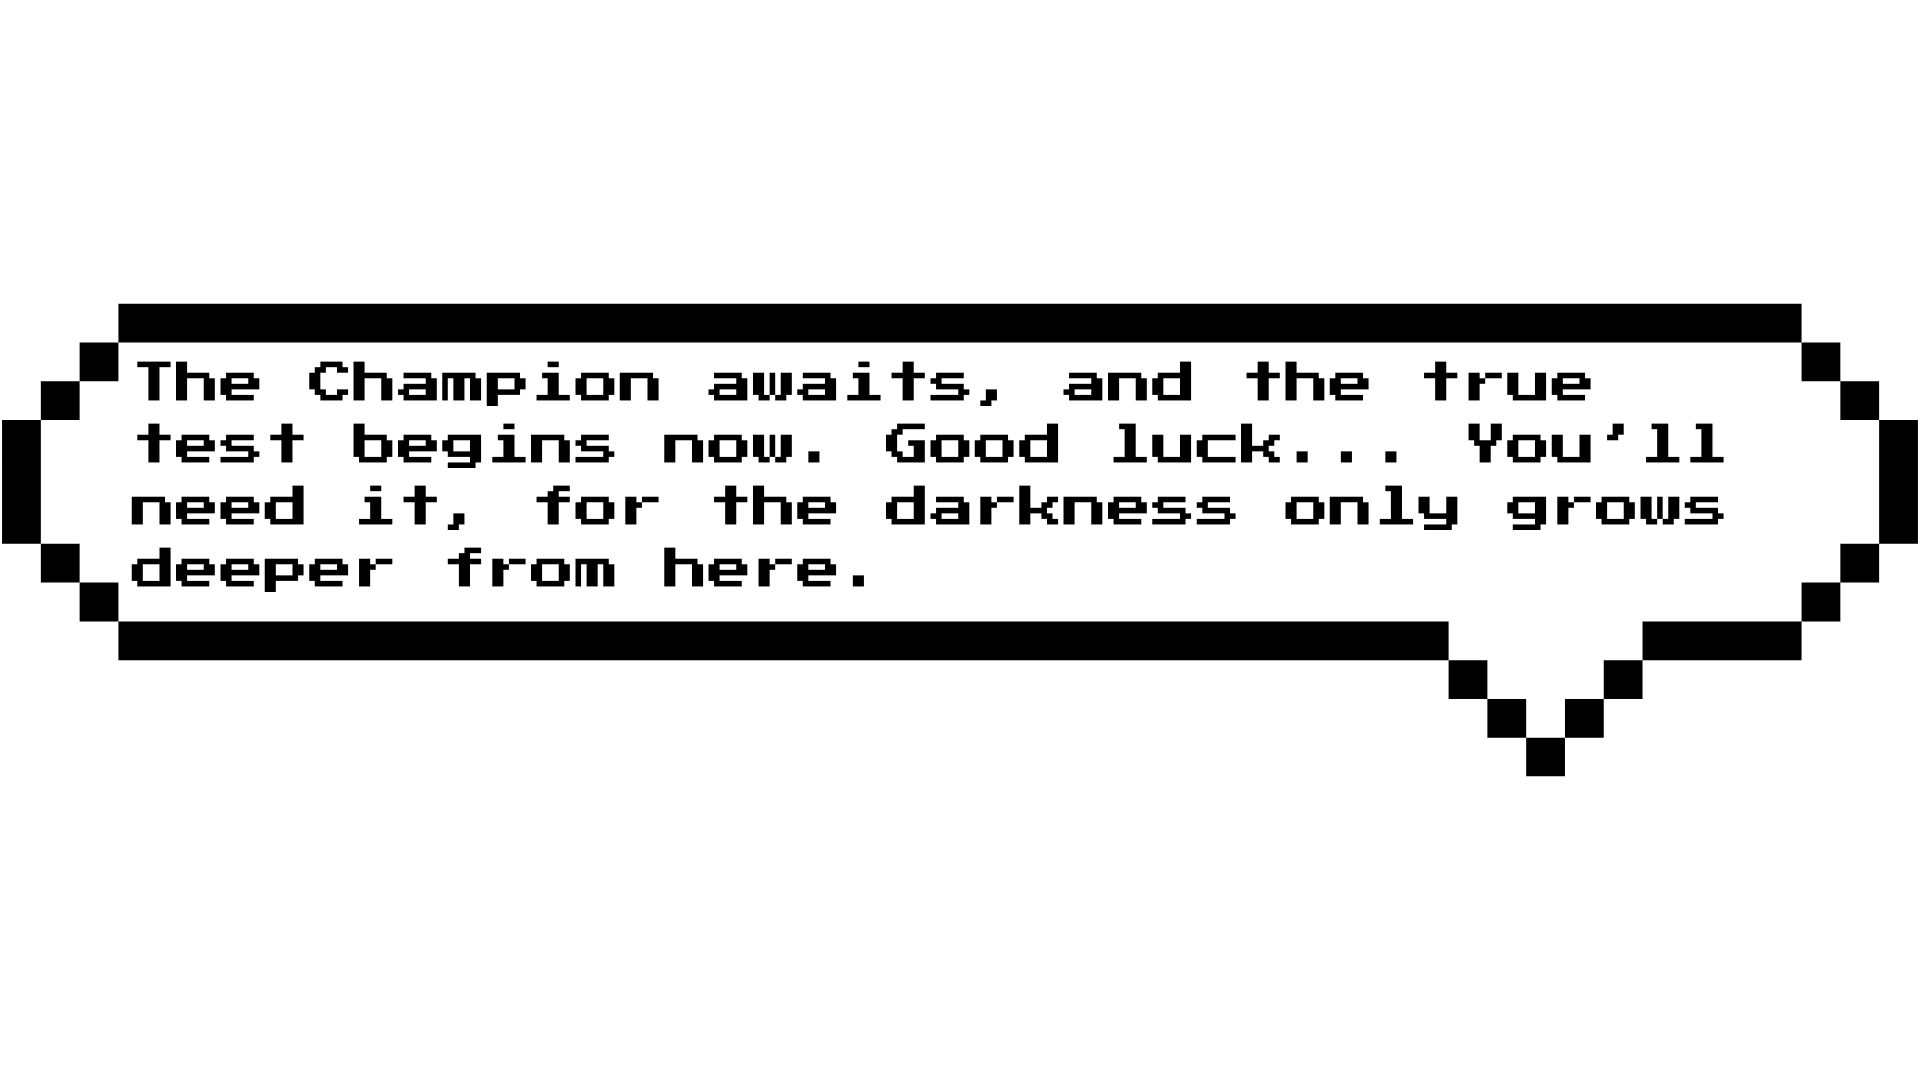 The Champion awaits, and the true
test begins now. Good luck... You’ll
need it, for the darkness only grows
deeper from here.